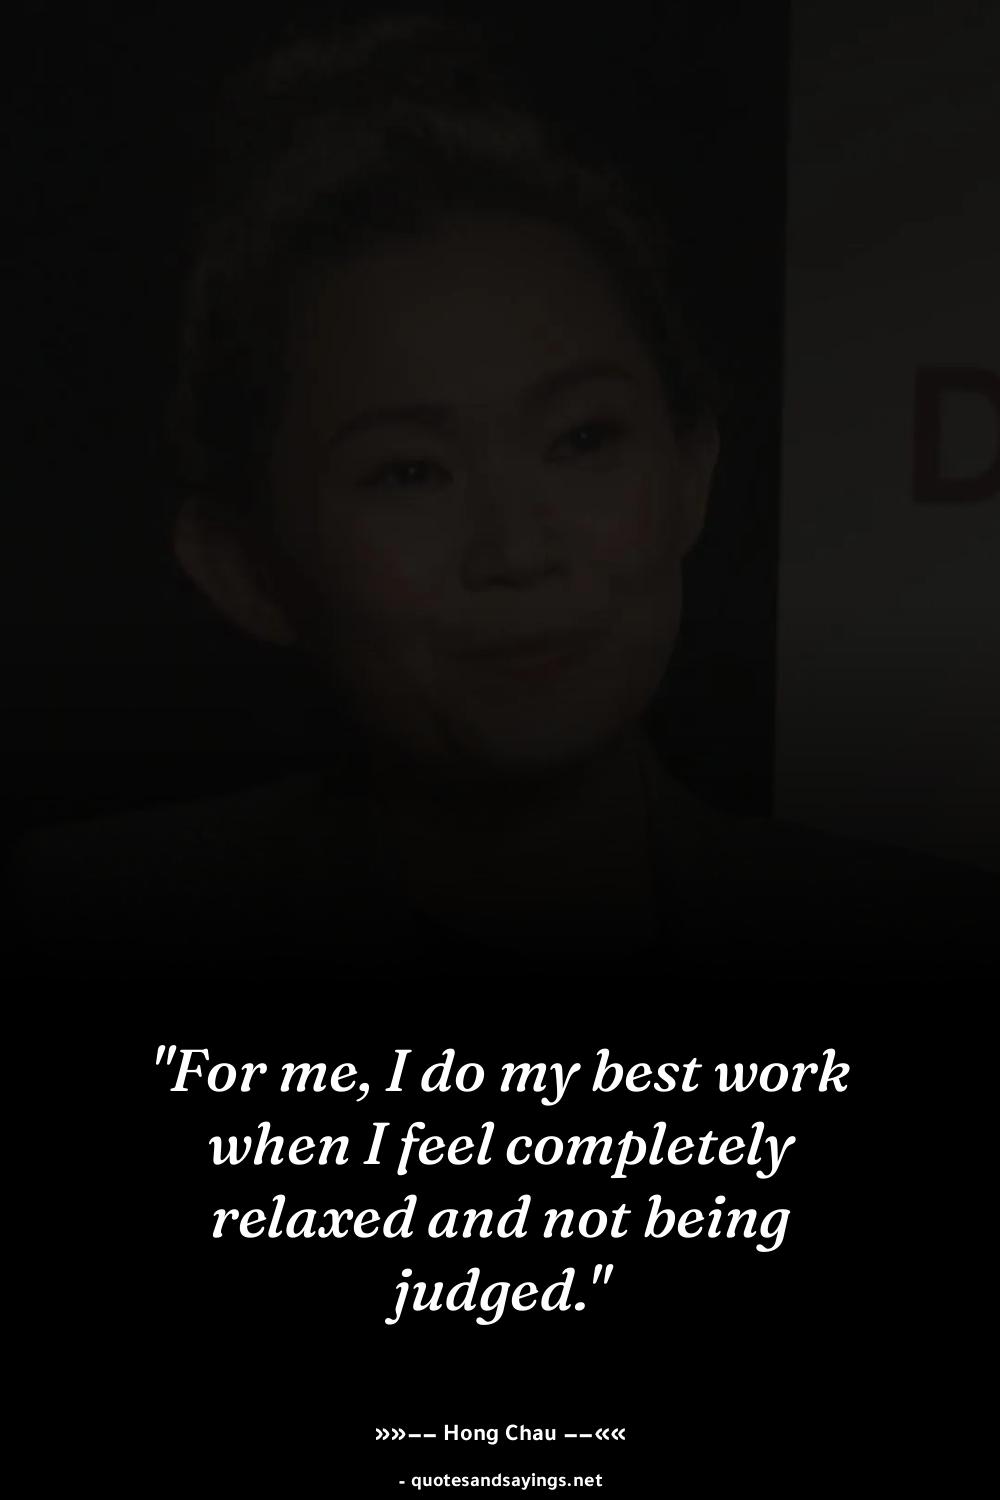 D
"For me, I do my best work
when I feel completely
relaxed and not being
judged."
»»–– Hong Chau ––««
- quotesandsayings.net